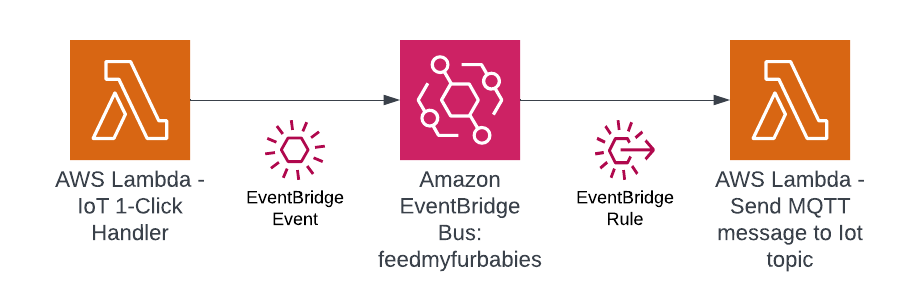 AWS Lambda -
IoT 1-Click
Handler
EventBridge
Event
Amazon
EventBridge
Bus:
feedmyfurbabies
EventBridge
Rule
AWS Lambda -
Send MQTT
message to Iot
topic